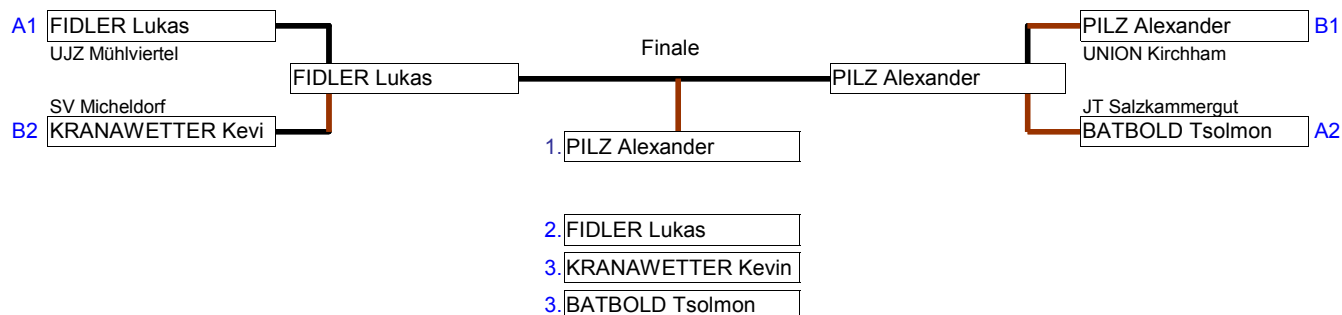 A1 FIDLER Lukas
UJZ Mühlviertel
FIDLER Lukas
SV Micheldorf
B2 KRANAWETTER Kevi
Finale
PILZ Alexander B1
UNION Kirchham
PILZ Alexander
JT Salzkammergut
BATBOLD Tsolmon A2
1. PILZ Alexander
2. FIDLER Lukas
3. KRANAWETTER Kevin
3. BATBOLD Tsolmon